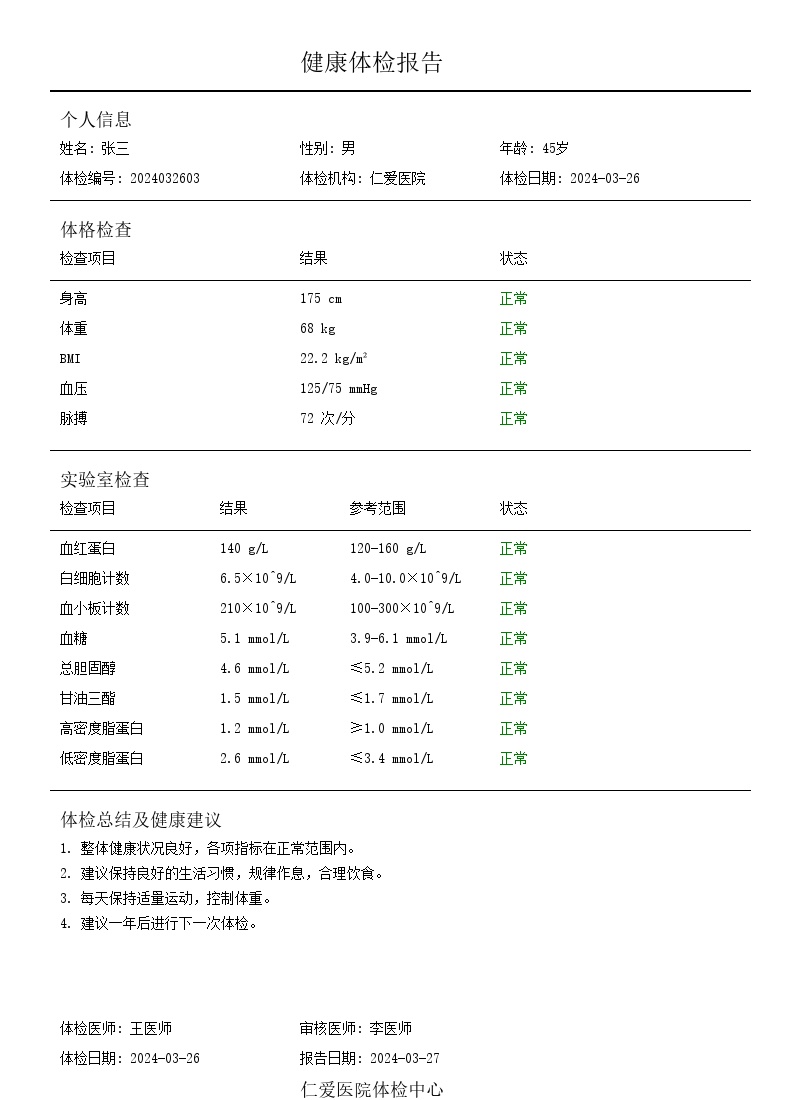 健康体检报告
个人信息
姓名: 张三 性别: 男 年龄: 45岁
体检编号: 2024032603 体检机构: 仁爱医院 体检日期: 2024-03-26
体格检查
检查项目 结果 状态
身高 175 cm 正常
体重 68 kg 正常
BMI 22.2 kg/m² 正常
血压 125/75 mmHg 正常
脉搏 72 次/分 正常
实验室检查
检查项目 结果 参考范围 状态
血红蛋白 140 g/L 120-160 g/L 正常
白细胞计数 6.5×10^9/L 4.0-10.0×10^9/L 正常
血小板计数 210×10^9/L 100-300×10^9/L 正常
血糖 5.1 mmol/L 3.9-6.1 mmol/L 正常
总胆固醇 4.6 mmol/L ≤5.2 mmol/L 正常
甘油三酯 1.5 mmol/L ≤1.7 mmol/L 正常
高密度脂蛋白 1.2 mmol/L ≥1.0 mmol/L 正常
低密度脂蛋白 2.6 mmol/L ≤3.4 mmol/L 正常
体检总结及健康建议
1. 整体健康状况良好，各项指标在正常范围内。
2. 建议保持良好的生活习惯，规律作息，合理饮食。
3. 每天保持适量运动，控制体重。
4. 建议一年后进行下一次体检。
体检医师: 王医师 审核医师: 李医师
体检日期: 2024-03-26 报告日期: 2024-03-27
仁爱医院体检中心